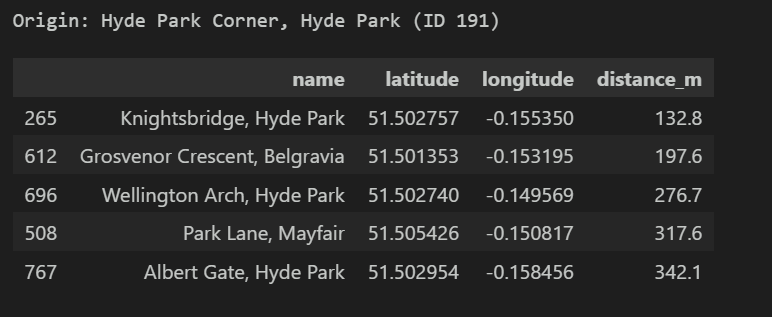 Origin: Hyde Park Corner, Hyde Park (ID 191)
name latitude longitude distance_m
265 Knightsbridge, Hyde Park 51.502757 -0.155350 132.8
612 Grosvenor Crescent, Belgravia 51.501353 -0.153195 197.6
696 Wellington Arch, Hyde Park 51.502740 -0.149569 276.7
508 Park Lane, Mayfair 51.505426 -0.150817 317.6
767 Albert Gate, Hyde Park 51.502954 -0.158456 342.1